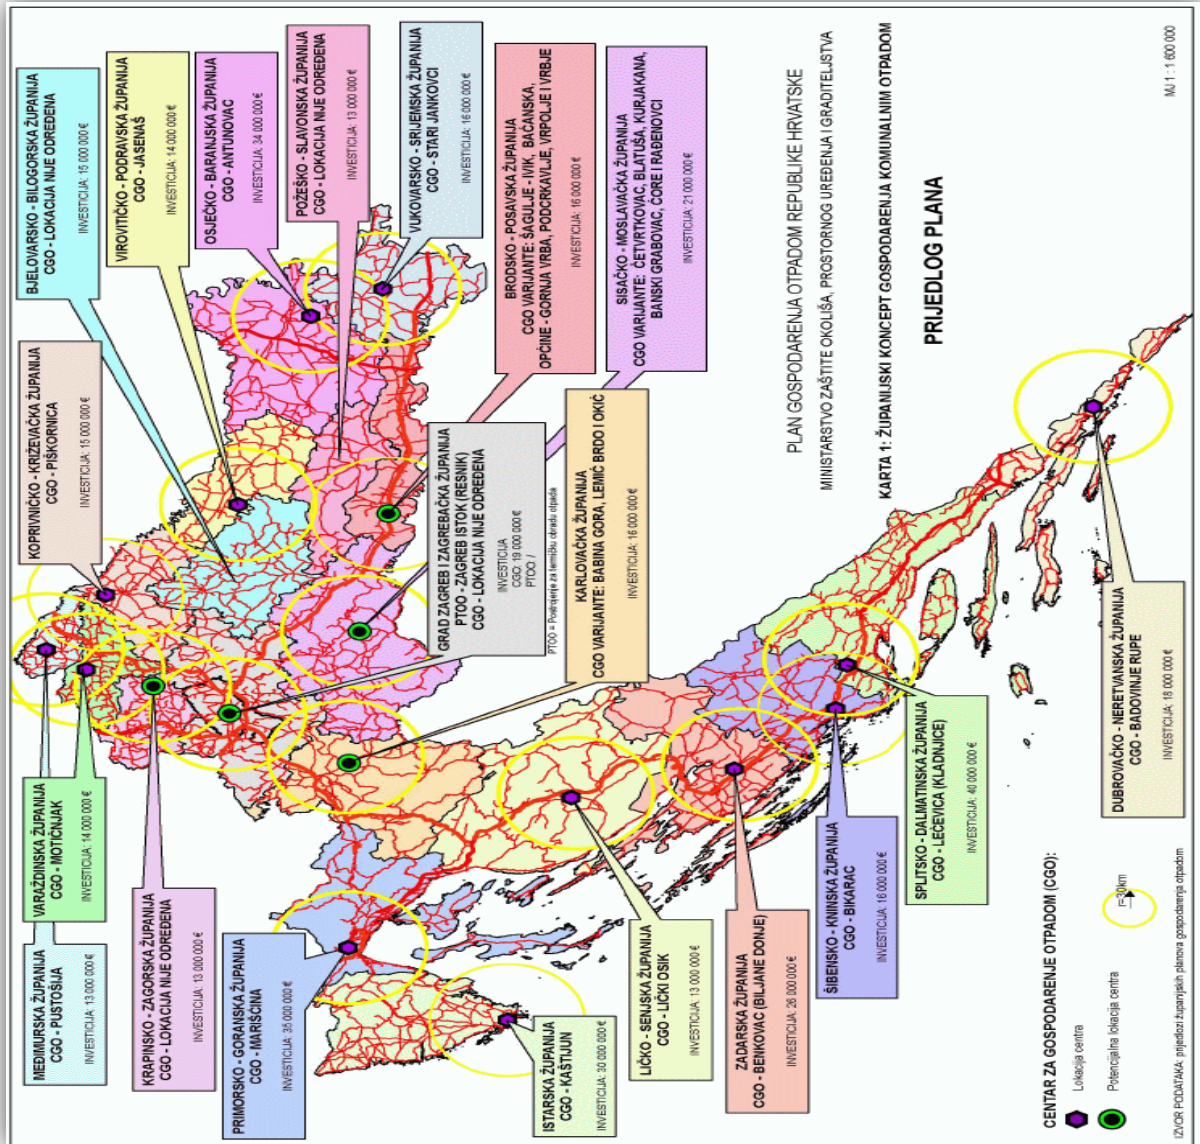 PLAN GOSPODARENJA OTPADOM REPUBLIKE HRVATSKE
MINISTARSTVO ZAŠTITE OKOLIŠA, PROSTORNOG UREĐENJA I GRADITELJSTVA
KARTA 1: ŽUPANIJSKI KONCEPT GOSPODARENJA KOMUNALNIM OTPADOM
PRIJEDLOG PLANA
MJ 1 : 1 600 000
MEĐIMURSKA ŽUPANIJA
CGO - PUSTOŠIJA
INVESTICIJA: 13 000 000 €
VARAŽDINSKA ŽUPANIJA
CGO - MOTIČNJAK
INVESTICIJA: 14 000 000 €
KRAPINSKO - ZAGORSKA ŽUPANIJA
CGO - LOKACIJA NIJE ODREĐENA
INVESTICIJA: 13 000 000 €
PRIMORSKO - GORANSKA ŽUPANIJA
CGO - MARIŠĆINA
INVESTICIJA: 35 000 000 €
ISTARSKA ŽUPANIJA
CGO - KAŠTIJUN
INVESTICIJA: 30 000 000 €
LIČKO - SENJSKA ŽUPANIJA
CGO - LIČKI OSIK
INVESTICIJA: 13 000 000 €
ZADARSKA ŽUPANIJA
CGO - BENKOVAC (BILJANE DONJE)
INVESTICIJA: 26 000 000 €
ŠIBENSKO - KNINSKA ŽUPANIJA
CGO - BIKARAC
INVESTICIJA: 16 000 000 €
SPLITSKO - DALMATINSKA ŽUPANIJA
CGO - LEĆEVICA (KLADNJICE)
INVESTICIJA: 40 000 000 €
DUBROVAČKO - NERETVANSKA ŽUPANIJA
CGO - BADOVINJE RUPE
INVESTICIJA: 18 000 000 €
KOPRIVNIČKO - KRIŽEVAČKA ŽUPANIJA
CGO - PIŠKORNICA
INVESTICIJA: 15 000 000 €
BJELOVARSKO - BILOGORSKA ŽUPANIJA
CGO - LOKACIJA NIJE ODREĐENA
INVESTICIJA: 15 000 000 €
VIROVITIČKO - PODRAVSKA ŽUPANIJA
CGO - JASENAŠ
INVESTICIJA: 14 000 000 €
OSJEČKO - BARANJSKA ŽUPANIJA
CGO - ANTUNOVAC
INVESTICIJA: 34 000 000 €
POŽEŠKO - SLAVONSKA ŽUPANIJA
CGO - LOKACIJA NIJE ODREĐENA
INVESTICIJA: 13 000 000 €
VUKOVARSKO - SRIJEMSKA ŽUPANIJA
CGO - STARI JANKOVCI
INVESTICIJA: 16 000 000 €
BRODSKO - POSAVSKA ŽUPANIJA
CGO VARIJANTE: ŠAGULJE - IVIK, BAČANSKA,
OPĆINE - GORNJA VRBA, PODCRKAVLJE, VRPOLJE I VRBJE
INVESTICIJA: 16 000 000 €
SISAČKO - MOSLAVAČKA ŽUPANIJA
CGO VARIJANTE: ČETVRTKOVAC, BLATUŠA, KURJAKANA,
BANSKI GRABOVAC, ČORE I RAĐENOVCI
INVESTICIJA: 21 000 000 €
GRAD ZAGREB I ZAGREBAČKA ŽUPANIJA
PTOO - ZAGREB ISTOK (RESNIK)
CGO - LOKACIJA NIJE ODREĐENA
INVESTICIJA
CGO: 19 000 000 €
PTOO: /
PTOO = Postrojenje za termičku obradu otpada
KARLOVAČKA ŽUPANIJA
CGO VARIJANTE: BABINA GORA, LEMIĆ BRDO I OKIĆ
INVESTICIJA: 16 000 000 €
CENTAR ZA GOSPODARENJE OTPADOM (CGO):
Lokacija centra
Potencijalna lokacija centra
r=30km
IZVOR PODATAKA: prijedlozi županijskih planova gospodarenja otpadom